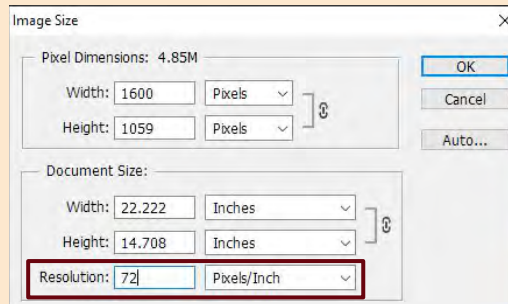 Image Size
Pixel Dimensions: 4.85M
OK
Width: 1600 Pixels
Cancel
Height: 1059 Pixels
Auto...
Document Size:
Width: 22.222 Inches
Height: 14.708 Inches
Resolution: 72 Pixels/Inch